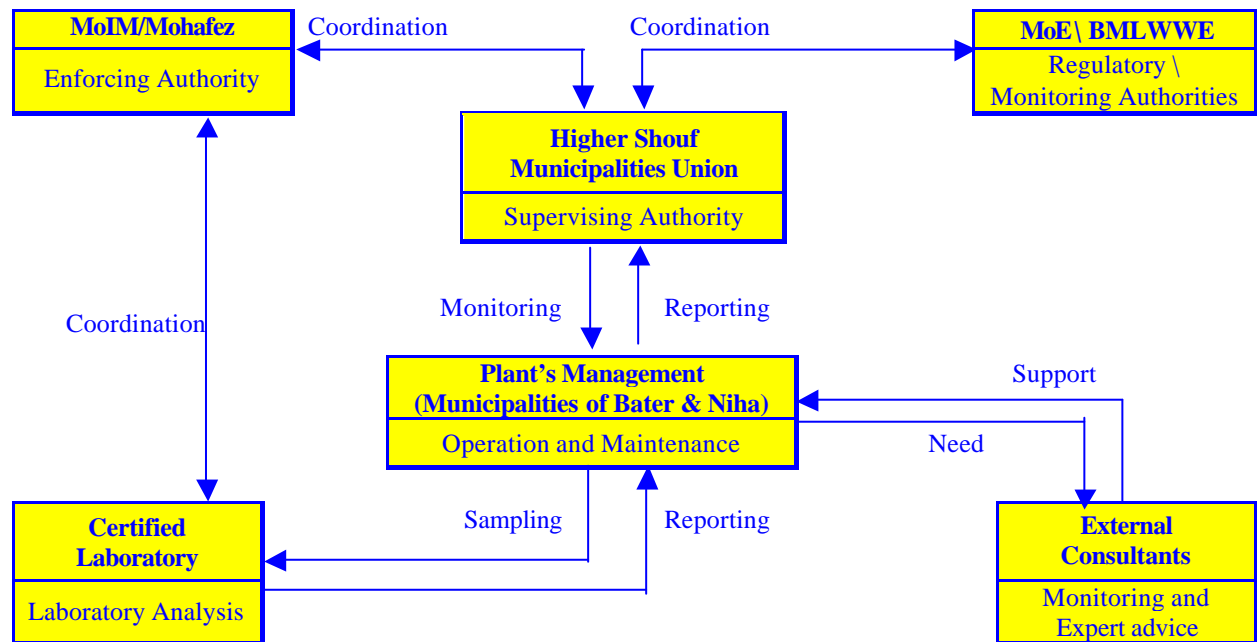 MoIM/Mohafez
Enforcing Authority
Coordination
Coordination
MoE\ BMLWWE
Regulatory \
Monitoring Authorities
Higher Shouf
Municipalities Union
Supervising Authority
Monitoring
Reporting
Coordination
Plant's Management
(Municipalities of Bater & Niha)
Operation and Maintenance
Support
Need
Sampling
Reporting
Certified
Laboratory
Laboratory Analysis
External
Consultants
Monitoring and
Expert advice